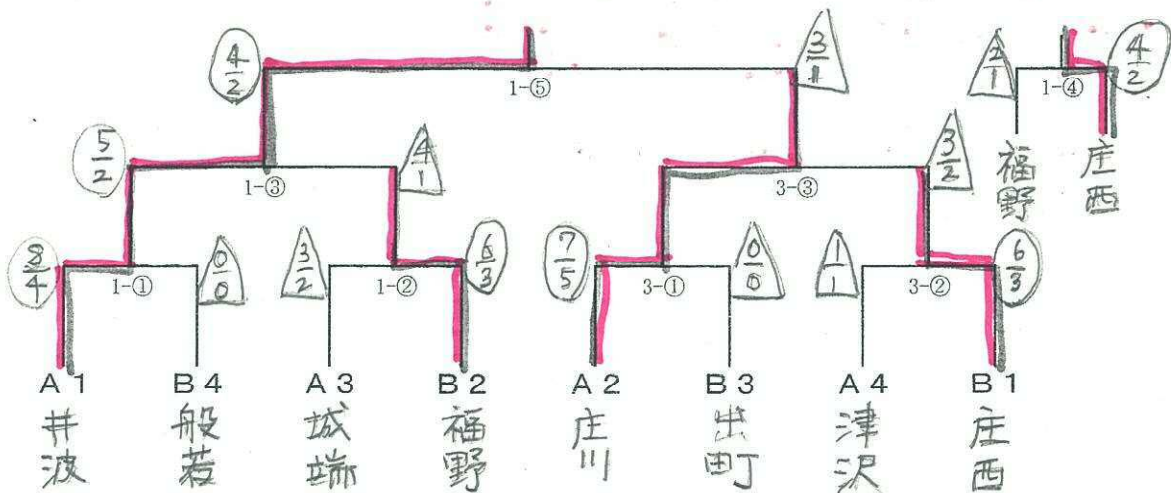 4/2 3/1 2/1 4/2
1-⑤ 1-④
5/2 4/1 3/2 福野 庄西
1-③ 3-③
8/4 0/0 3/2 6/3 7/5 0/0 1/1 6/3
1-① 1-② 3-① 3-②
A1 B4 A3 B2 A2 B3 A4 B1
井波 般若 城端 福野 庄川 出町 津沢 庄西